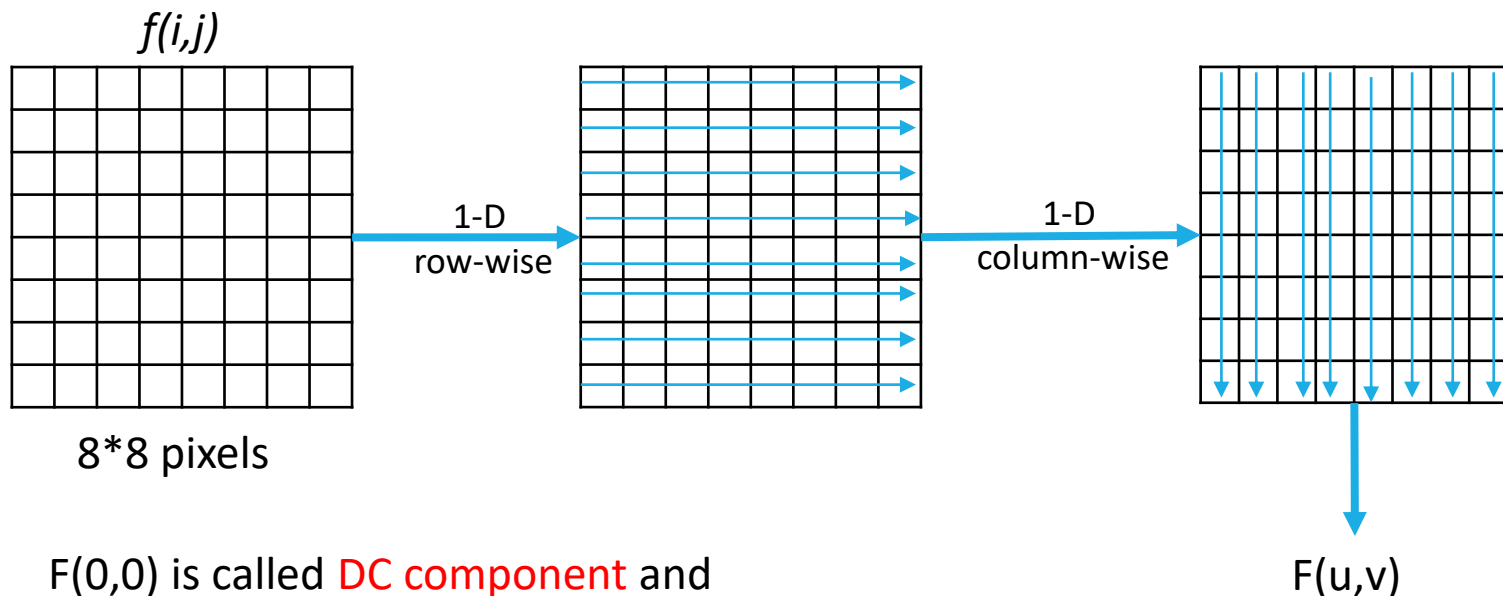 f(i,j)
1-D
row-wise
1-D
column-wise
8*8 pixels
F(0,0) is called DC component and
F(u,v)